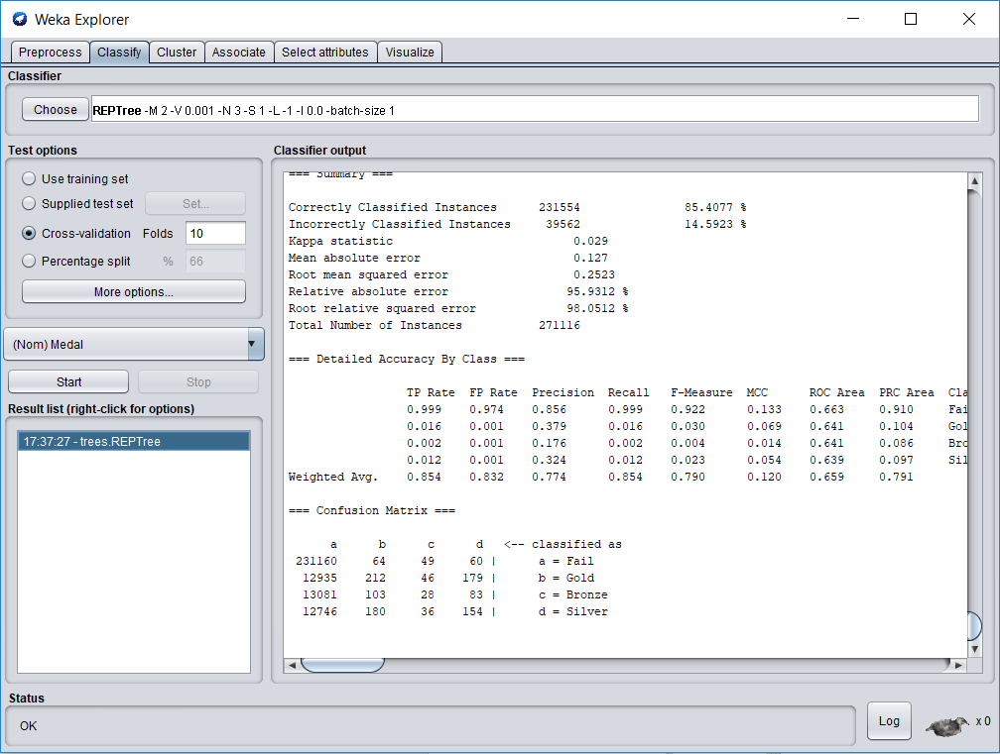 Weka Explorer
Preprocess Classify Cluster Associate Select attributes Visualize
Classifier
Choose REPTree -M 2 -V 0.001 -N 3 -S 1 -L -1 -I 0.0 -batch-size 1
Test options
Use training set
Supplied test set Set...
Cross-validation Folds 10
Percentage split % 66
More options...
(Nom) Medal
Start Stop
Result list (right-click for options)
17:37:27 - trees.REPTree
Classifier output
=== Summary ===
Correctly Classified Instances 231554 85.4077 %
Incorrectly Classified Instances 39562 14.5923 %
Kappa statistic 0.029
Mean absolute error 0.127
Root mean squared error 0.2523
Relative absolute error 95.9312 %
Root relative squared error 98.0512 %
Total Number of Instances 271116
=== Detailed Accuracy By Class ===
TP Rate FP Rate Precision Recall F-Measure MCC ROC Area PRC Area Cla
0.999 0.974 0.856 0.999 0.922 0.133 0.663 0.910 Fai
0.016 0.001 0.379 0.016 0.030 0.069 0.641 0.104 Gol
0.002 0.001 0.176 0.002 0.004 0.014 0.641 0.086 Bro
0.012 0.001 0.324 0.012 0.023 0.054 0.639 0.097 Sil
Weighted Avg. 0.854 0.832 0.774 0.854 0.790 0.120 0.659 0.791
=== Confusion Matrix ===
a b c d <-- classified as
231160 64 49 60 | a = Fail
12935 212 46 179 | b = Gold
13081 103 28 83 | c = Bronze
12746 180 36 154 | d = Silver
Status
OK
Log
x 0